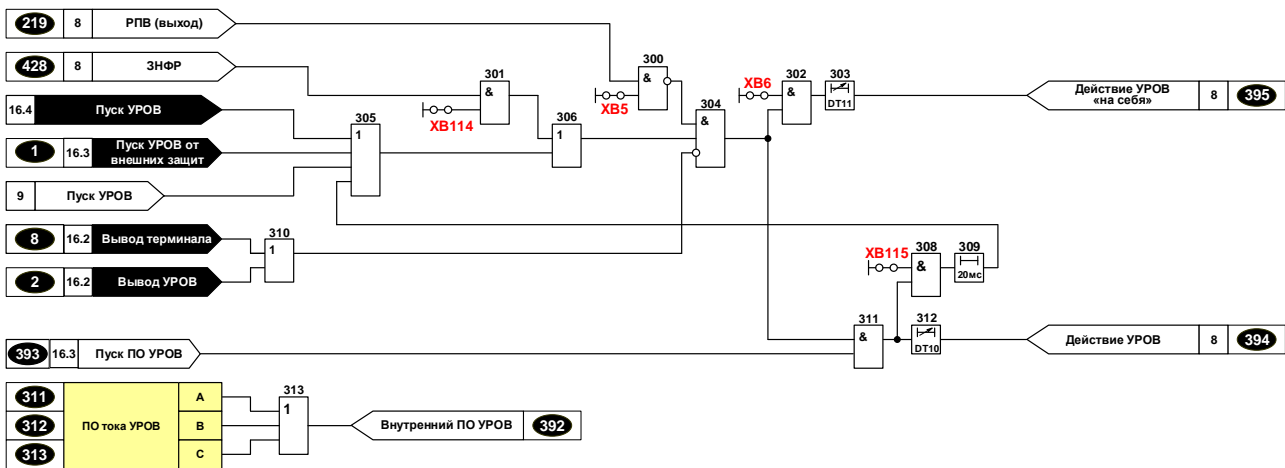 219 8 РПВ (выход)
428 8 ЗНФР
16.4 Пуск УРОВ
1 16.3 Пуск УРОВ от
внешних защит
9 Пуск УРОВ
8 16.2 Вывод терминала
2 16.2 Вывод УРОВ
393 16.3 Пуск ПО УРОВ
311 A
312 ПО тока УРОВ B
313 C
313
1
Внутренний ПО УРОВ 392
305
1
310
1
301
&
XB114
306
1
300
&
XB5
304
&
XB6
302
&
303
DT11
Действие УРОВ
«на себя»
8 395
XB115
308
&
309
20мс
311
&
312
DT10
Действие УРОВ 8 394